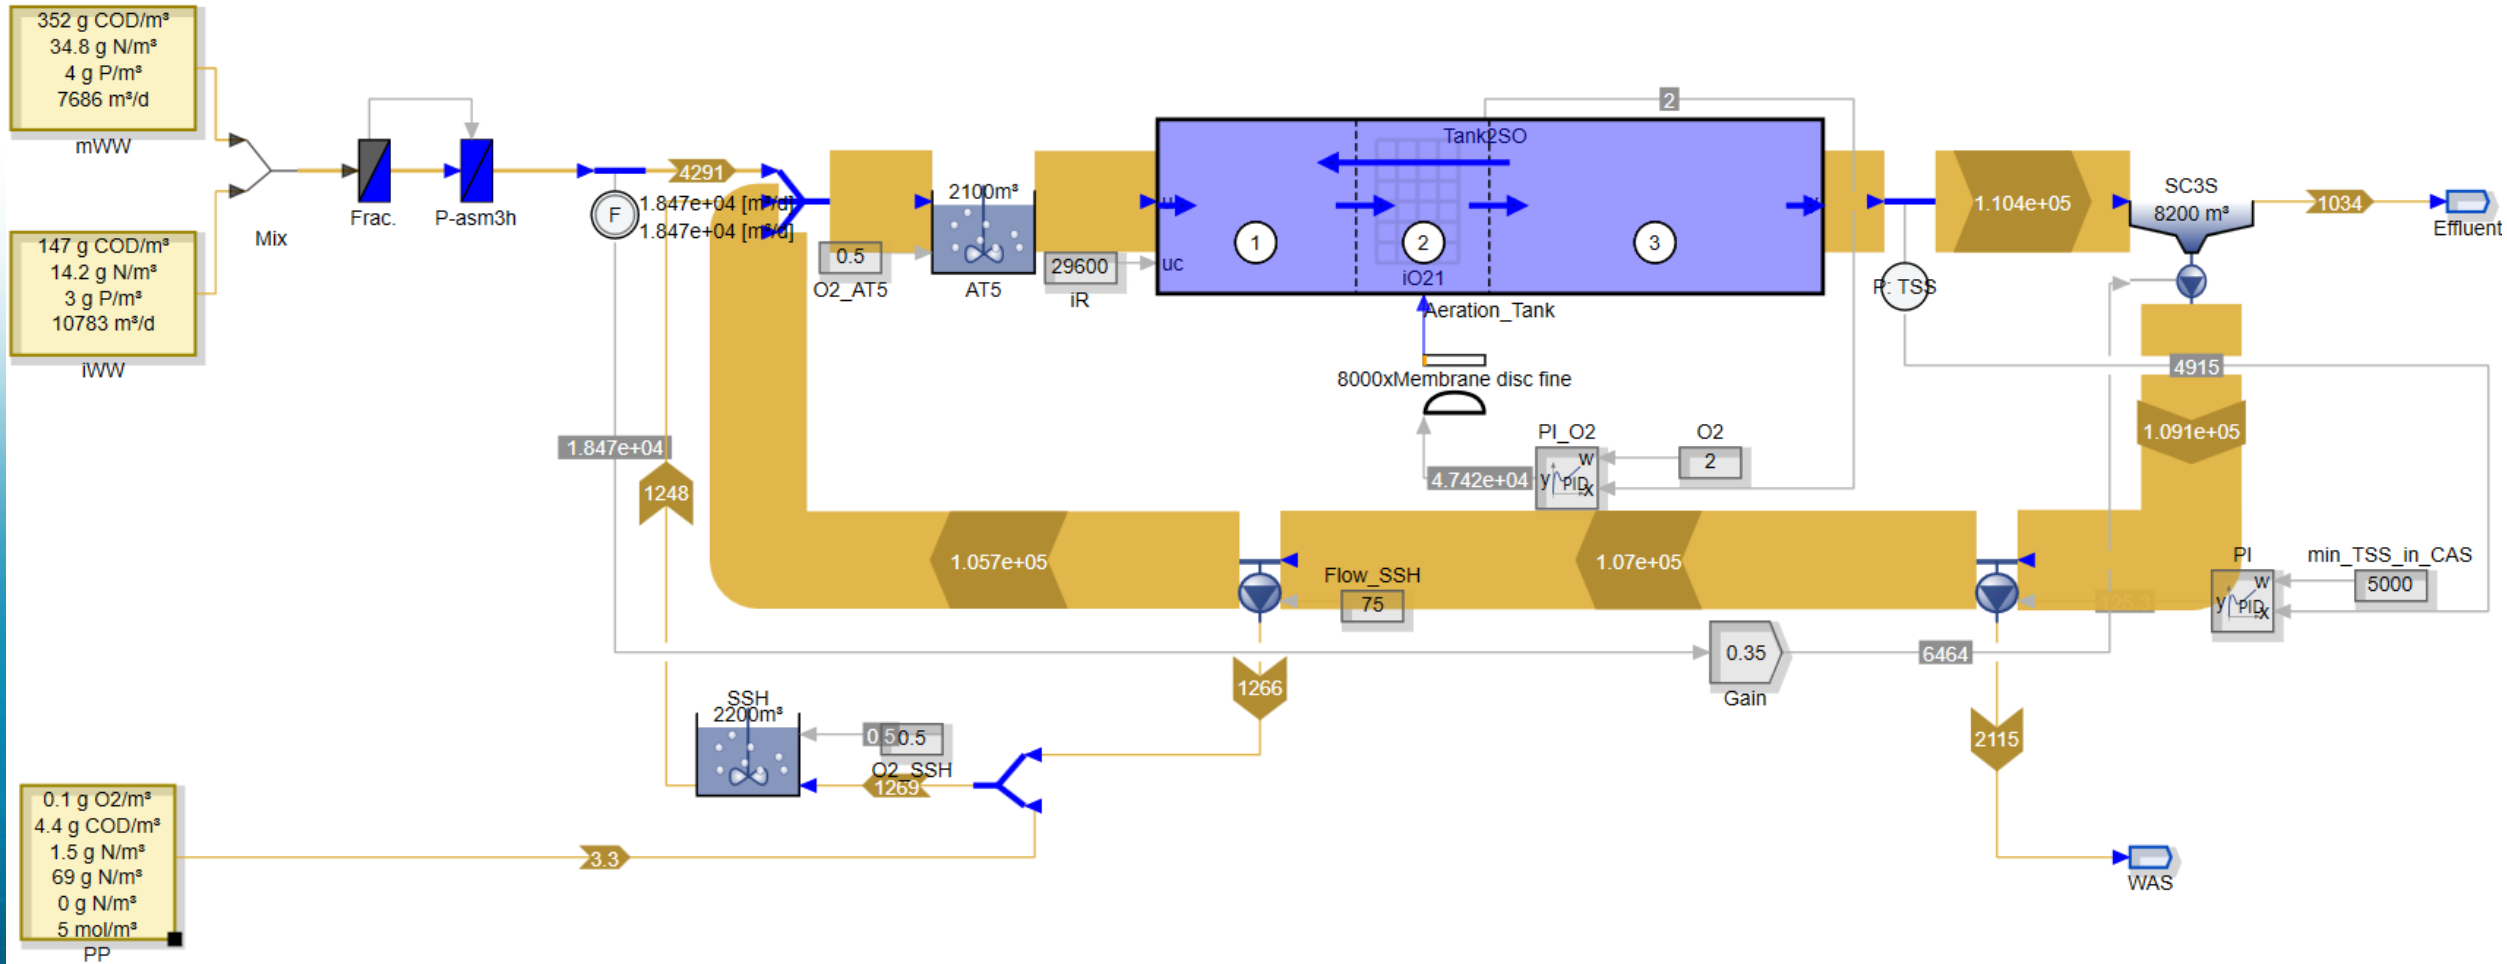 352 g COD/m³
34.8 g N/m³
4 g P/m³
7686 m³/d
mWW
147 g COD/m³
14.2 g N/m³
3 g P/m³
10783 m³/d
iWW
Mix
Frac.
P-asm3h
F
4291
1.847e+04 [m³/d]
1.847e+04 [m³/d]
0.5
O2_AT5
2100m³
AT5
29600
iR
uc
Tank2SO
1
2
3
iO21
Aeration_Tank
2
8000xMembrane disc fine
PI_O2
w
y
PID
x
O2
2
4.742e+04
P: TSS
1.104e+05
SC3S
8200 m³
1034
Effluent
4915
1.091e+05
1.847e+04
1248
1.057e+05
Flow_SSH
75
1.07e+05
PI
w
y
PID
x
min_TSS_in_CAS
5000
0.35
Gain
6464
1266
2115
SSH
2200m³
0.5
0.5
O2_SSH
1269
3.3
WAS
0.1 g O2/m³
4.4 g COD/m³
1.5 g N/m³
69 g N/m³
0 g N/m³
5 mol/m³
PP